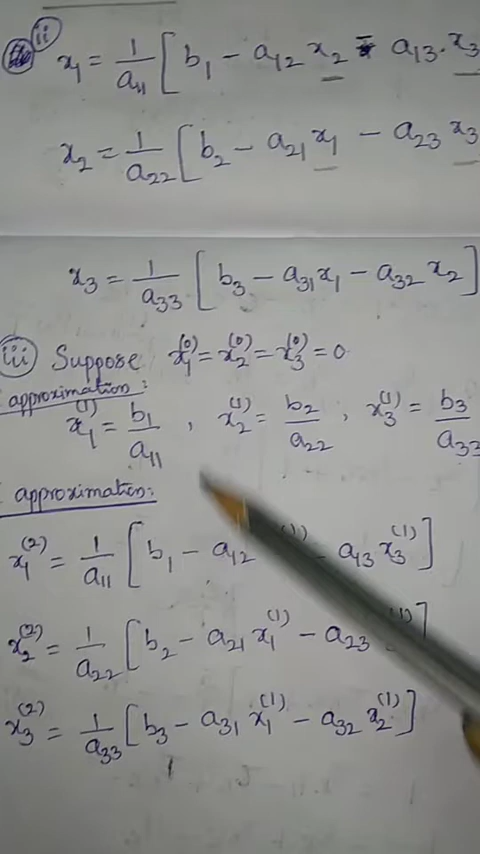 ii
x₁ = 1/a₁₁ [ b₁ - a₁₂ x₂ - a₁₃.x₃
x₂ = 1/a₂₂ [ b₂ - a₂₁ x₁ - a₂₃ x₃
x₃ = 1/a₃₃ [ b₃ - a₃₁x₁ - a₃₂ x₂ ]
iii Suppose x₁⁽⁰⁾ = x₂⁽⁰⁾ = x₃⁽⁰⁾ = 0
approximation:
x₁⁽¹⁾ = b₁/a₁₁ , x₂⁽¹⁾ = b₂/a₂₂ , x₃⁽¹⁾ = b₃/a₃₃
approximation:
x₁⁽²⁾ = 1/a₁₁ [ b₁ - a₁₂ ⁽¹⁾ - a₁₃ x₃⁽¹⁾ ]
x₂⁽²⁾ = 1/a₂₂ [ b₂ - a₂₁ x₁⁽¹⁾ - a₂₃ ⁽¹⁾ ]
x₃⁽²⁾ = 1/a₃₃ [ b₃ - a₃₁ x₁⁽¹⁾ - a₃₂ x₂⁽¹⁾ ]